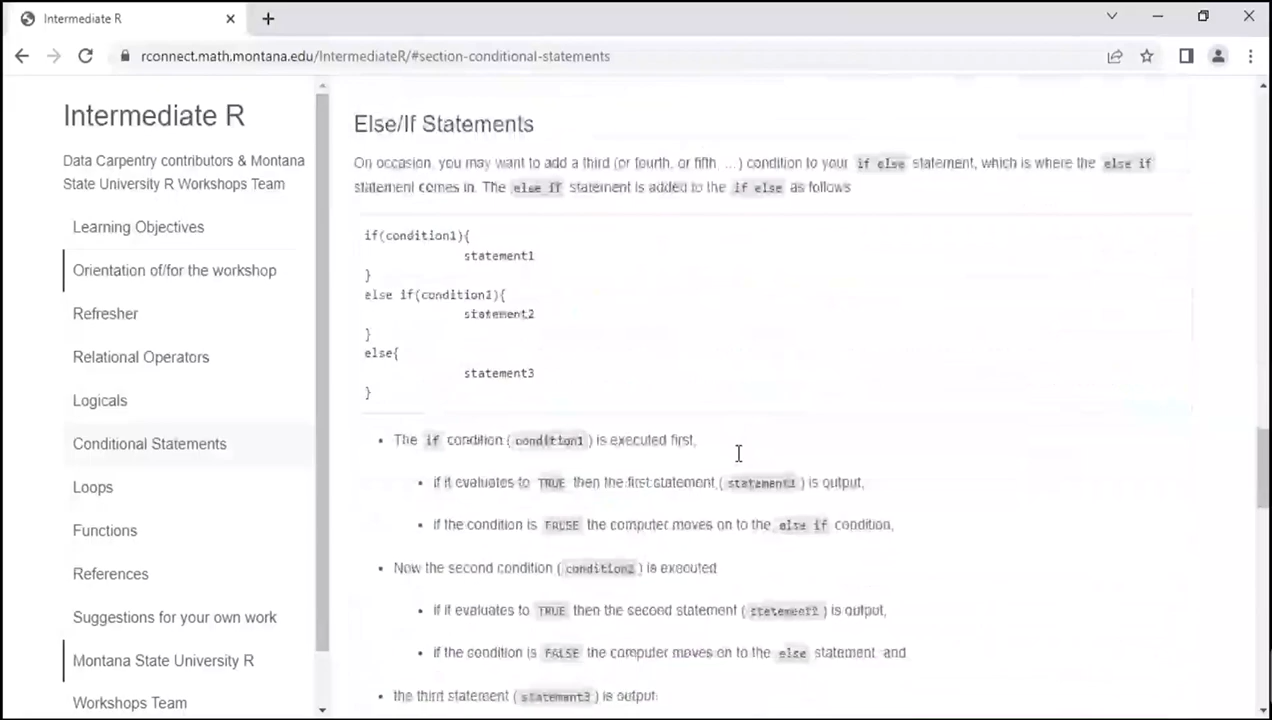 Intermediate R
rconnect.math.montana.edu/IntermediateR/#section-conditional-statements
Intermediate R
Data Carpentry contributors & Montana
State University R Workshops Team
Learning Objectives
Orientation of/for the workshop
Refresher
Relational Operators
Logicals
Conditional Statements
Loops
Functions
References
Suggestions for your own work
Montana State University R
Workshops Team
Else/If Statements
On occasion, you may want to add a third (or fourth, or fifth, ...) condition to your if else statement, which is where the else if
statement comes in. The else if statement is added to the if else as follows
if(condition1){
statement1
}
else if(condition1){
statement2
}
else{
statement3
}
• The if condition (condition1) is executed first,
• if it evaluates to TRUE then the first statement (statement1) is output,
• if the condition is the computer moves on to the else if condition,
• Now the second condition (condition2) is executed
• if it evaluates to TRUE then the second statement (statement2) is output,
• if the condition is FALSE the computer moves on to the else statement, and
• the third statement (statement3) is output: